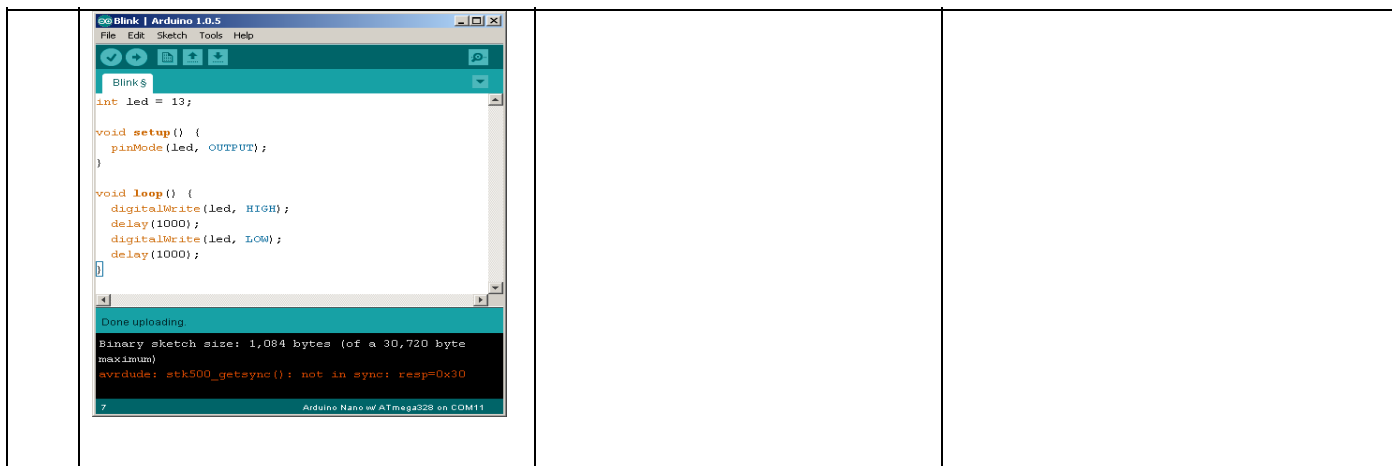 Blink | Arduino 1.0.5
File Edit Sketch Tools Help
Blink §
int led = 13;
void setup() {
  pinMode(led, OUTPUT);
}
void loop() {
  digitalWrite(led, HIGH);
  delay(1000);
  digitalWrite(led, LOW);
  delay(1000);
}
Done uploading.
Binary sketch size: 1,084 bytes (of a 30,720 byte
maximum)
avrdude: stk500_getsync(): not in sync: resp=0x30
7 Arduino Nano w/ ATmega328 on COM11